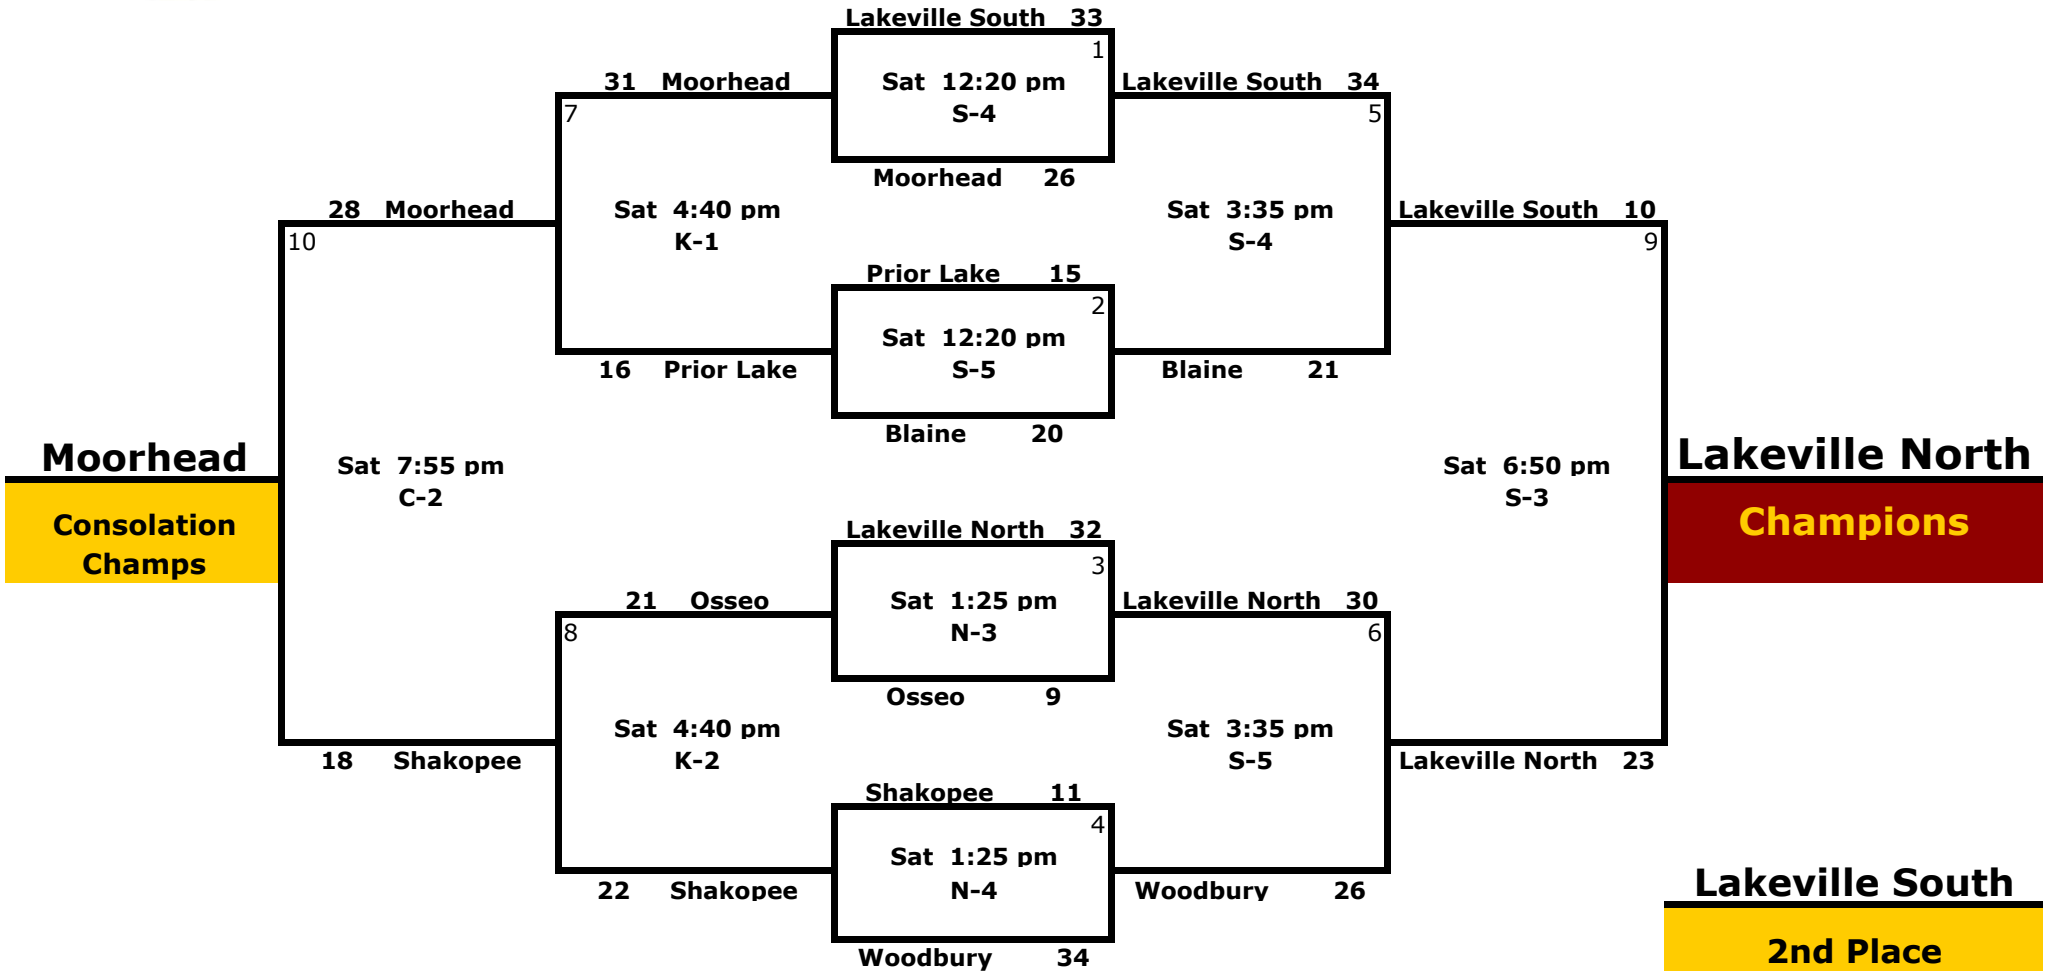 Lakeville South 33
1
31 Moorhead
Sat 12:20 pm
Lakeville South 34
7
S-4
5
Moorhead 26
28 Moorhead
Sat 4:40 pm
Sat 3:35 pm
Lakeville South 10
10
K-1
S-4
9
Prior Lake 15
2
Sat 12:20 pm
16 Prior Lake
S-5
Blaine 21
Blaine 20
Moorhead
Sat 7:55 pm
Sat 6:50 pm
Lakeville North
C-2
S-3
Consolation
Champs
Champions
Lakeville North 32
3
21 Osseo
Sat 1:25 pm
Lakeville North 30
8
N-3
6
Osseo 9
Sat 4:40 pm
Sat 3:35 pm
18 Shakopee
K-2
S-5
Lakeville North 23
Shakopee 11
4
Sat 1:25 pm
22 Shakopee
N-4
Woodbury 26
Woodbury 34
Lakeville South
2nd Place